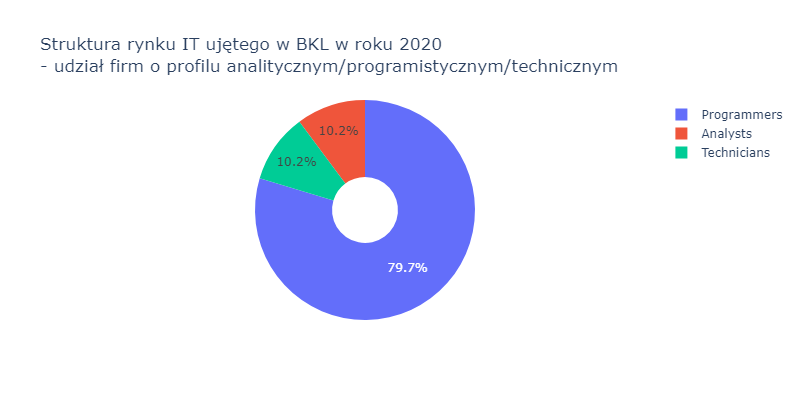 Struktura rynku IT ujętego w BKL w roku 2020
- udział firm o profilu analitycznym/programistycznym/technicznym
Programmers
Analysts
Technicians
10.2%
10.2%
79.7%